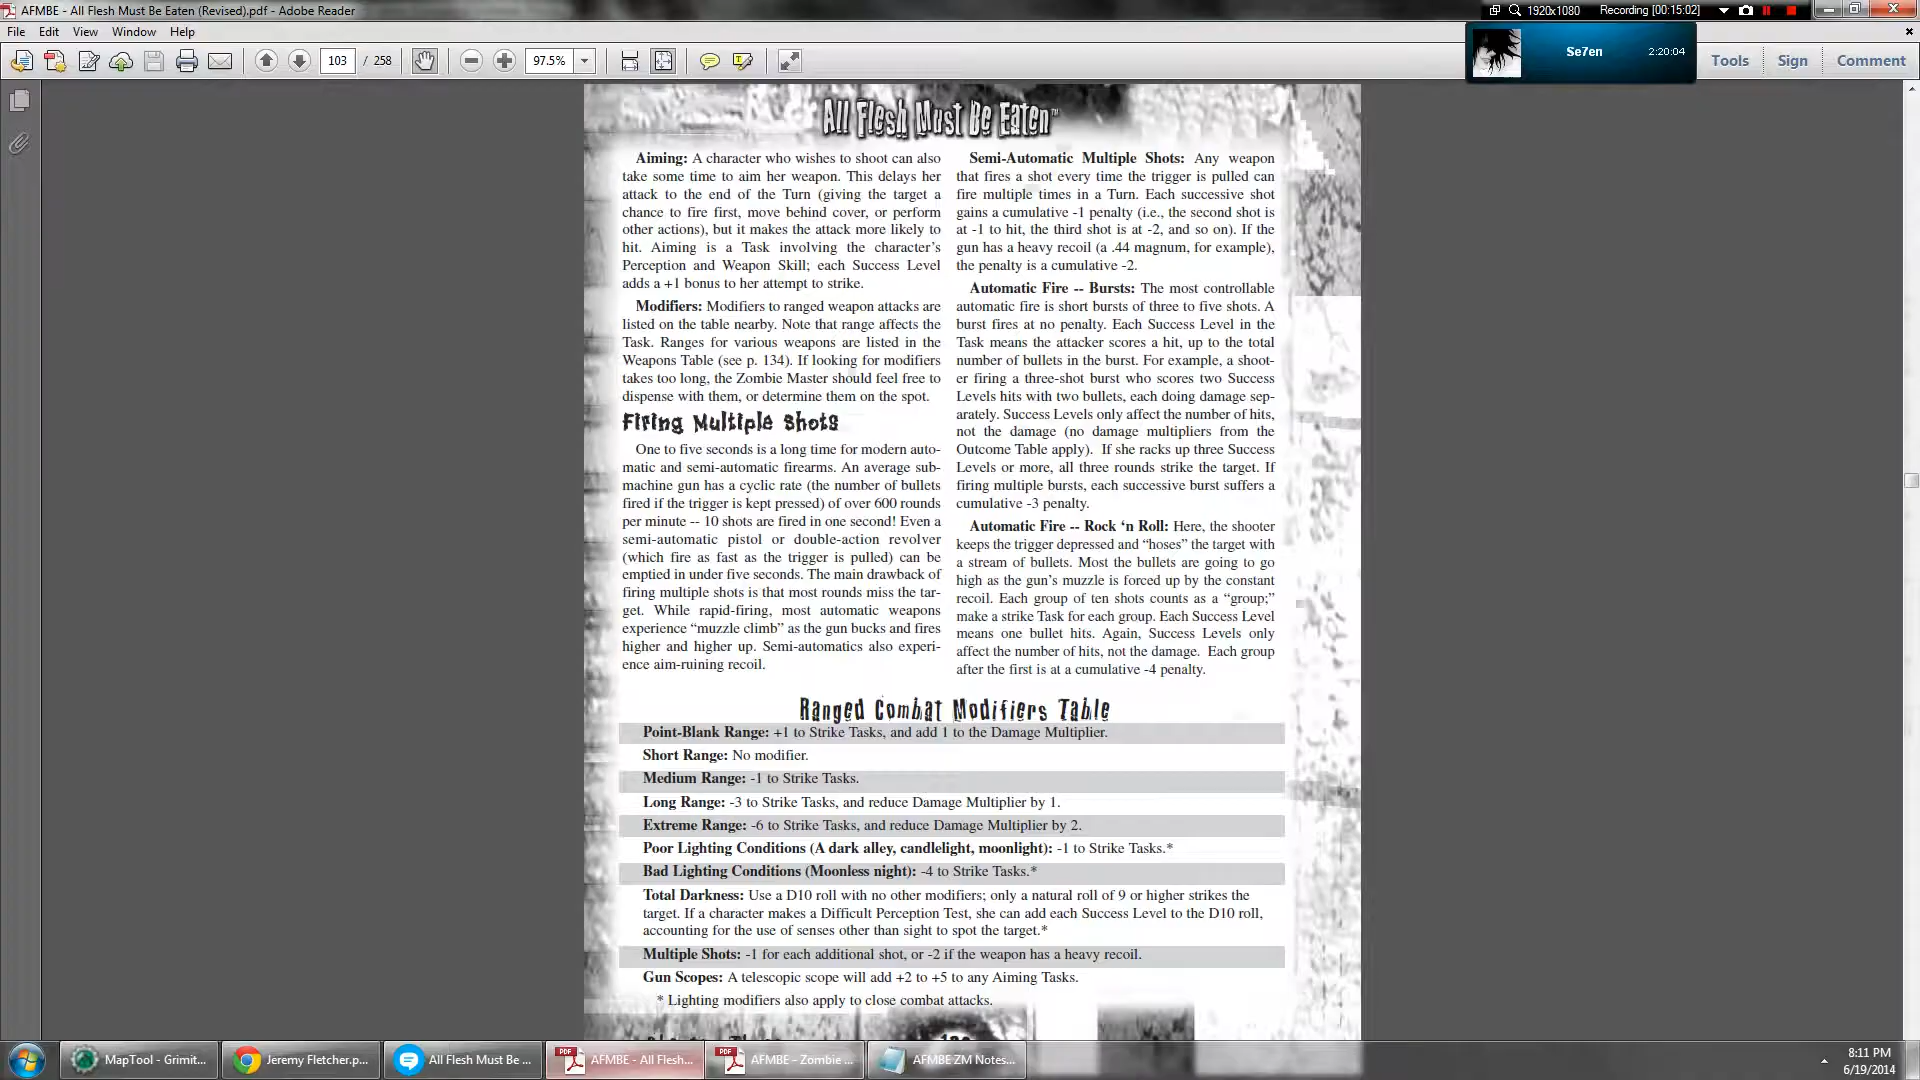 AFMBE - All Flesh Must Be Eaten (Revised).pdf - Adobe Reader
1920x1080
Recording [00:15:02]
File Edit View Window Help
103 / 258
97.5%
Se7en
2:20:04
Tools Sign Comment
All Flesh Must Be Eaten™
Aiming: A character who wishes to shoot can also
take some time to aim her weapon. This delays her
attack to the end of the Turn (giving the target a
chance to fire first, move behind cover, or perform
other actions), but it makes the attack more likely to
hit. Aiming is a Task involving the character's
Perception and Weapon Skill; each Success Level
adds a +1 bonus to her attempt to strike.
Modifiers: Modifiers to ranged weapon attacks are
listed on the table nearby. Note that range affects the
Task. Ranges for various weapons are listed in the
Weapons Table (see p. 134). If looking for modifiers
takes too long, the Zombie Master should feel free to
dispense with them, or determine them on the spot.
Firing Multiple Shots
One to five seconds is a long time for modern auto-
matic and semi-automatic firearms. An average sub-
machine gun has a cyclic rate (the number of bullets
fired if the trigger is kept pressed) of over 600 rounds
per minute -- 10 shots are fired in one second! Even a
semi-automatic pistol or double-action revolver
(which fire as fast as the trigger is pulled) can be
emptied in under five seconds. The main drawback of
firing multiple shots is that most rounds miss the tar-
get. While rapid-firing, most automatic weapons
experience “muzzle climb” as the gun bucks and fires
higher and higher up. Semi-automatics also experi-
ence aim-ruining recoil.
Semi-Automatic Multiple Shots: Any weapon
that fires a shot every time the trigger is pulled can
fire multiple times in a Turn. Each successive shot
gains a cumulative -1 penalty (i.e., the second shot is
at -1 to hit, the third shot is at -2, and so on). If the
gun has a heavy recoil (a .44 magnum, for example),
the penalty is a cumulative -2.
Automatic Fire -- Bursts: The most controllable
automatic fire is short bursts of three to five shots. A
burst fires at no penalty. Each Success Level in the
Task means the attacker scores a hit, up to the total
number of bullets in the burst. For example, a shoot-
er firing a three-shot burst who scores two Success
Levels hits with two bullets, each doing damage sep-
arately. Success Levels only affect the number of hits,
not the damage (no damage multipliers from the
Outcome Table apply). If she racks up three Success
Levels or more, all three rounds strike the target. If
firing multiple bursts, each successive burst suffers a
cumulative -3 penalty.
Automatic Fire -- Rock ‘n Roll: Here, the shooter
keeps the trigger depressed and “hoses” the target with
a stream of bullets. Most the bullets are going to go
high as the gun's muzzle is forced up by the constant
recoil. Each group of ten shots counts as a “group;”
make a strike Task for each group. Each Success Level
means one bullet hits. Again, Success Levels only
affect the number of hits, not the damage. Each group
after the first is at a cumulative -4 penalty.
Ranged Combat Modifiers Table
Point-Blank Range: +1 to Strike Tasks, and add 1 to the Damage Multiplier.
Short Range: No modifier.
Medium Range: -1 to Strike Tasks.
Long Range: -3 to Strike Tasks, and reduce Damage Multiplier by 1.
Extreme Range: -6 to Strike Tasks, and reduce Damage Multiplier by 2.
Poor Lighting Conditions (A dark alley, candlelight, moonlight): -1 to Strike Tasks.*
Bad Lighting Conditions (Moonless night): -4 to Strike Tasks.*
Total Darkness: Use a D10 roll with no other modifiers; only a natural roll of 9 or higher strikes the
target. If a character makes a Difficult Perception Test, she can add each Success Level to the D10 roll,
accounting for the use of senses other than sight to spot the target.*
Multiple Shots: -1 for each additional shot, or -2 if the weapon has a heavy recoil.
Gun Scopes: A telescopic scope will add +2 to +5 to any Aiming Tasks.
* Lighting modifiers also apply to close combat attacks.
MapTool - Grimit...
Jeremy Fletcher.p...
All Flesh Must Be ...
AFMBE - All Flesh...
AFMBE - Zombie ...
AFMBE ZM Notes...
8:11 PM
6/19/2014